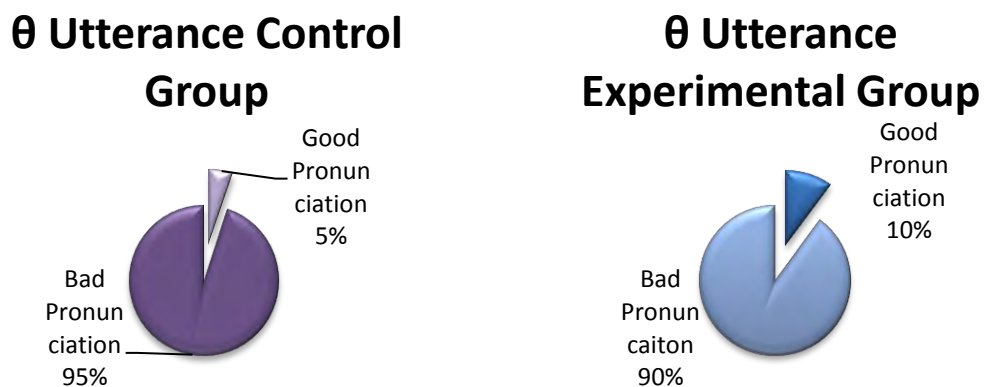 θ Utterance Control
Group
Good
Pronun
ciation
5%
Bad
Pronun
ciation
95%
θ Utterance
Experimental Group
Good
Pronun
ciation
10%
Bad
Pronun
caiton
90%